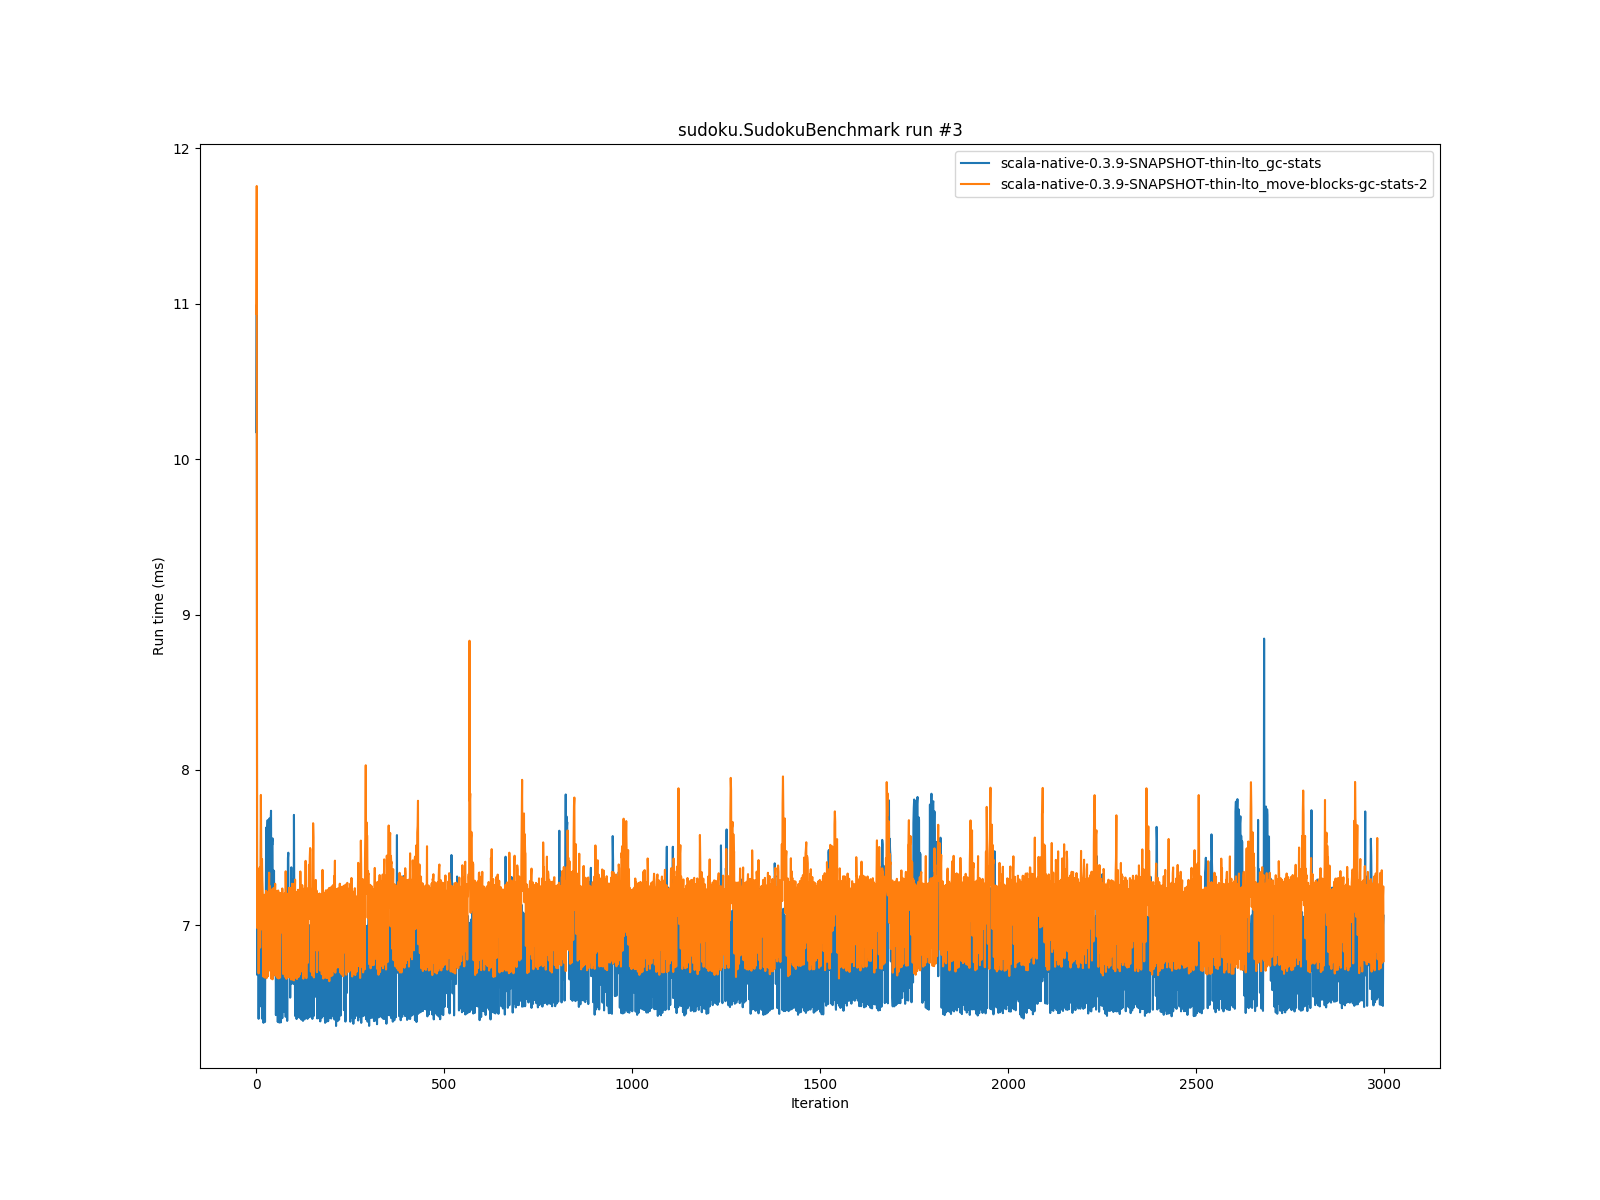 sudoku.SudokuBenchmark run #3
scala-native-0.3.9-SNAPSHOT-thin-lto_gc-stats
scala-native-0.3.9-SNAPSHOT-thin-lto_move-blocks-gc-stats-2
Run time (ms)
12
11
10
9
8
7
0
500
1000
1500
2000
2500
3000
Iteration